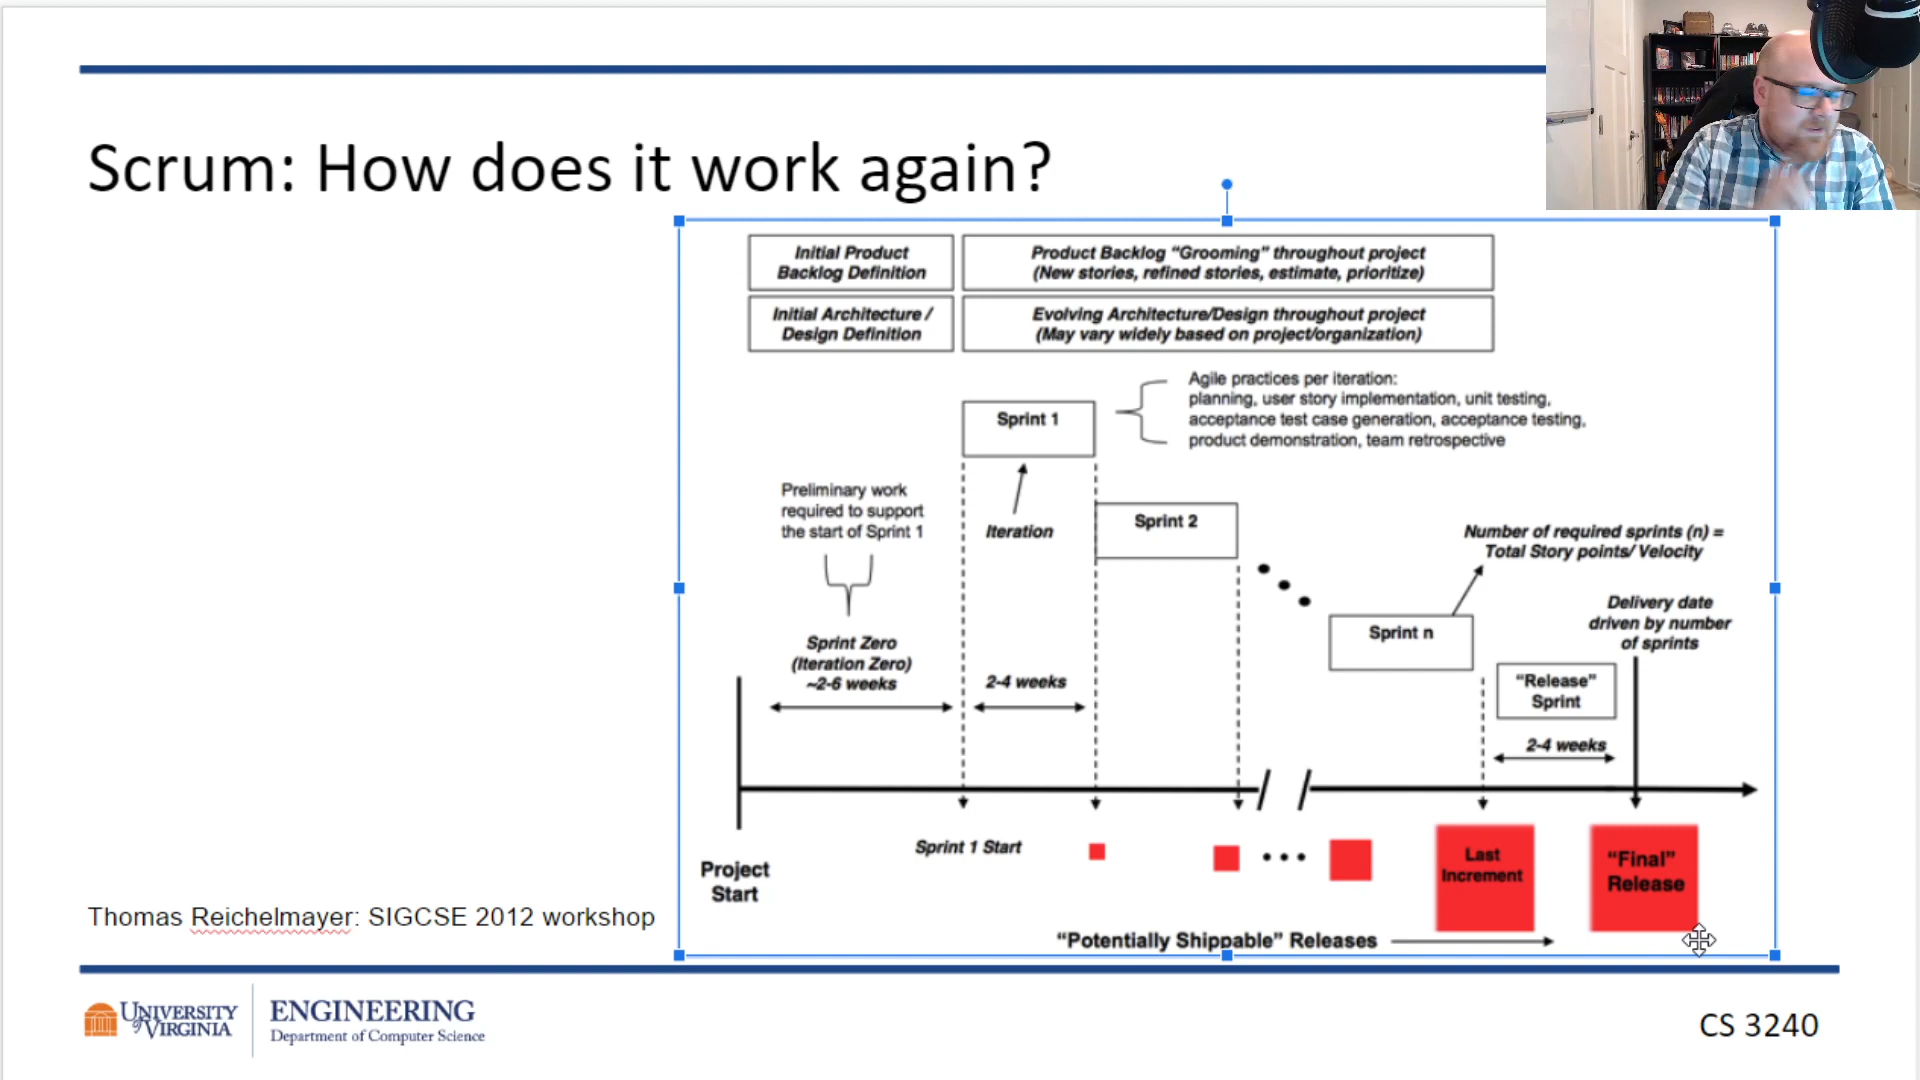 Scrum: How does it work again?
Initial Product
Backlog Definition
Product Backlog “Grooming” throughout project
(New stories, refined stories, estimate, prioritize)
Initial Architecture /
Design Definition
Evolving Architecture/Design throughout project
(May vary widely based on project/organization)
Agile practices per iteration:
planning, user story implementation, unit testing,
acceptance test case generation, acceptance testing,
product demonstration, team retrospective
Sprint 1
Preliminary work
required to support
the start of Sprint 1
Iteration
Sprint 2
Number of required sprints (n) =
Total Story points/ Velocity
Sprint n
Delivery date
driven by number
of sprints
Sprint Zero
(Iteration Zero)
~2-6 weeks
2-4 weeks
“Release”
Sprint
2-4 weeks
Sprint 1 Start
Project
Start
Last
Increment
“Final”
Release
“Potentially Shippable” Releases
Thomas Reichelmayer: SIGCSE 2012 workshop
UNIVERSITY
of VIRGINIA
ENGINEERING
Department of Computer Science
CS 3240